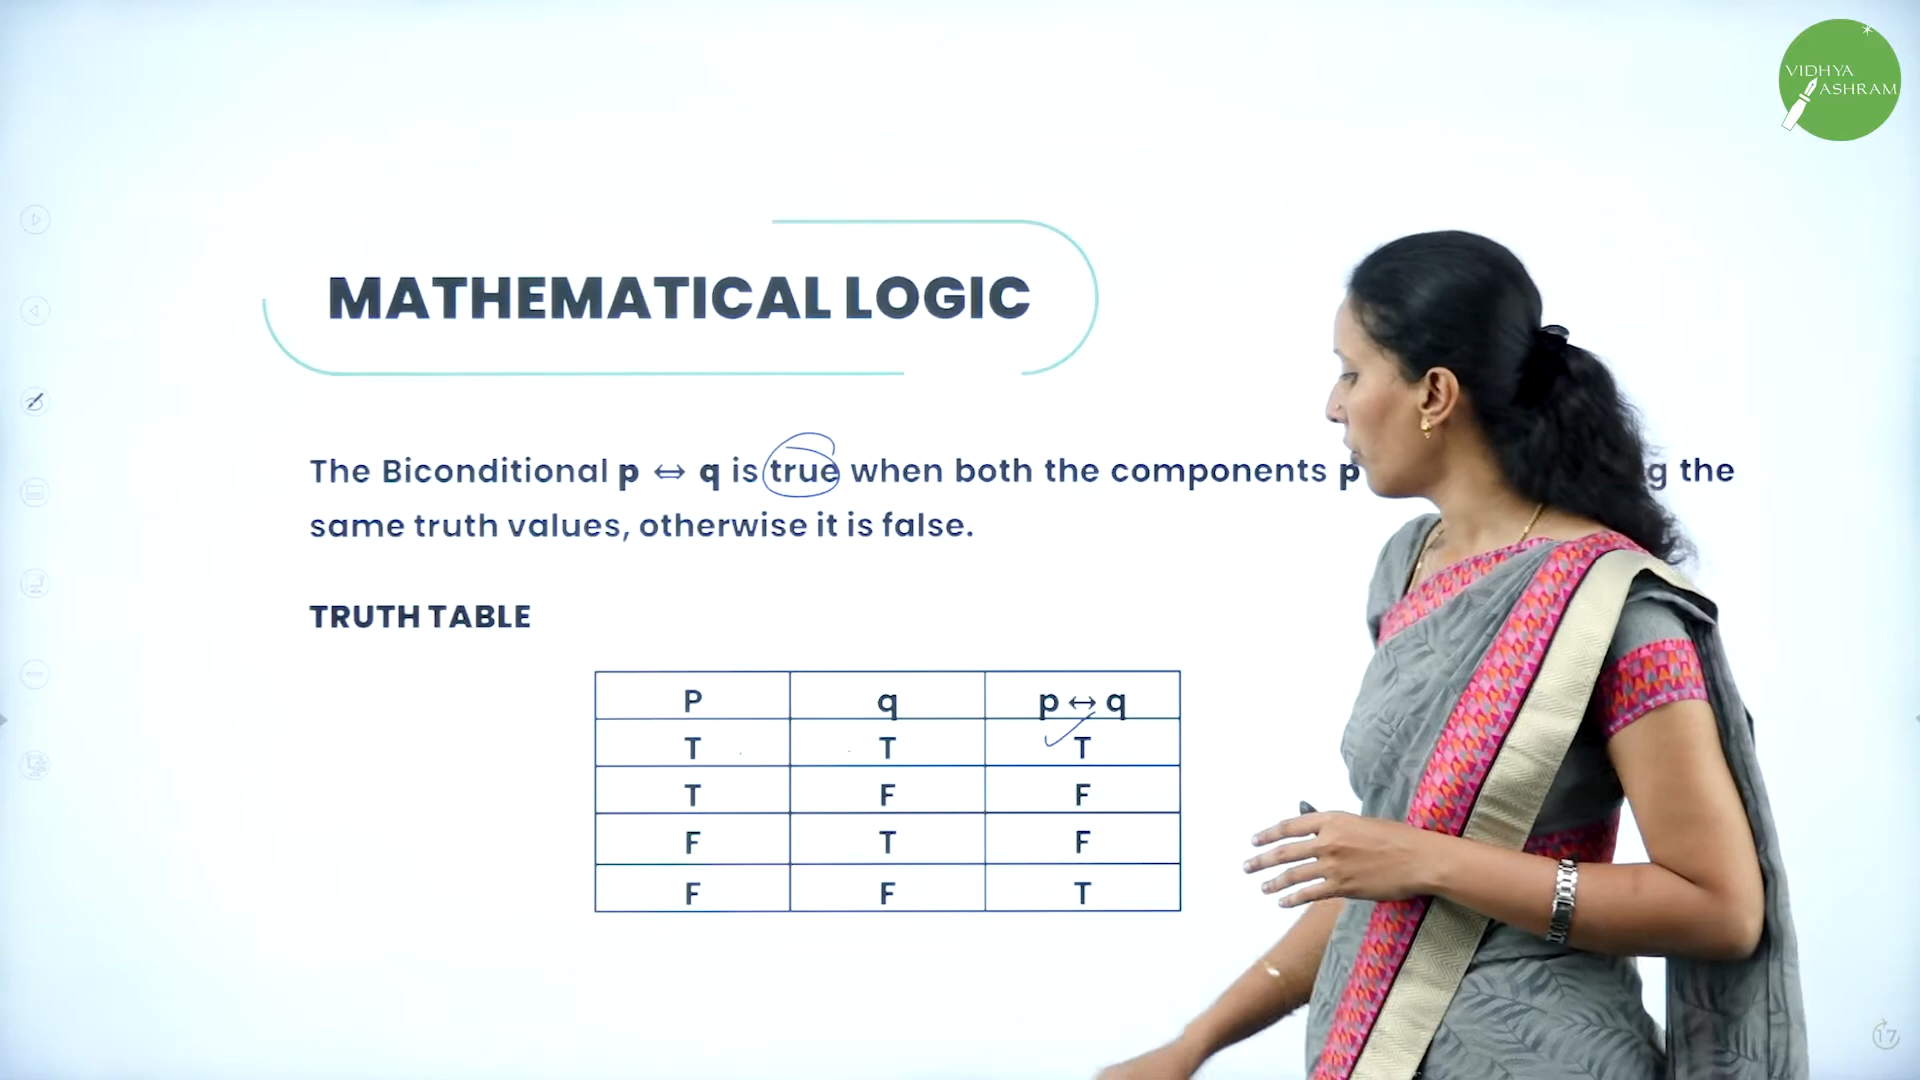 VIDHYA
ASHRAM
MATHEMATICAL LOGIC
The Biconditional p ⇔ q is true when both the components p g the
same truth values, otherwise it is false.
TRUTH TABLE
P q p ↔ q
T T T
T F F
F T F
F F T
17